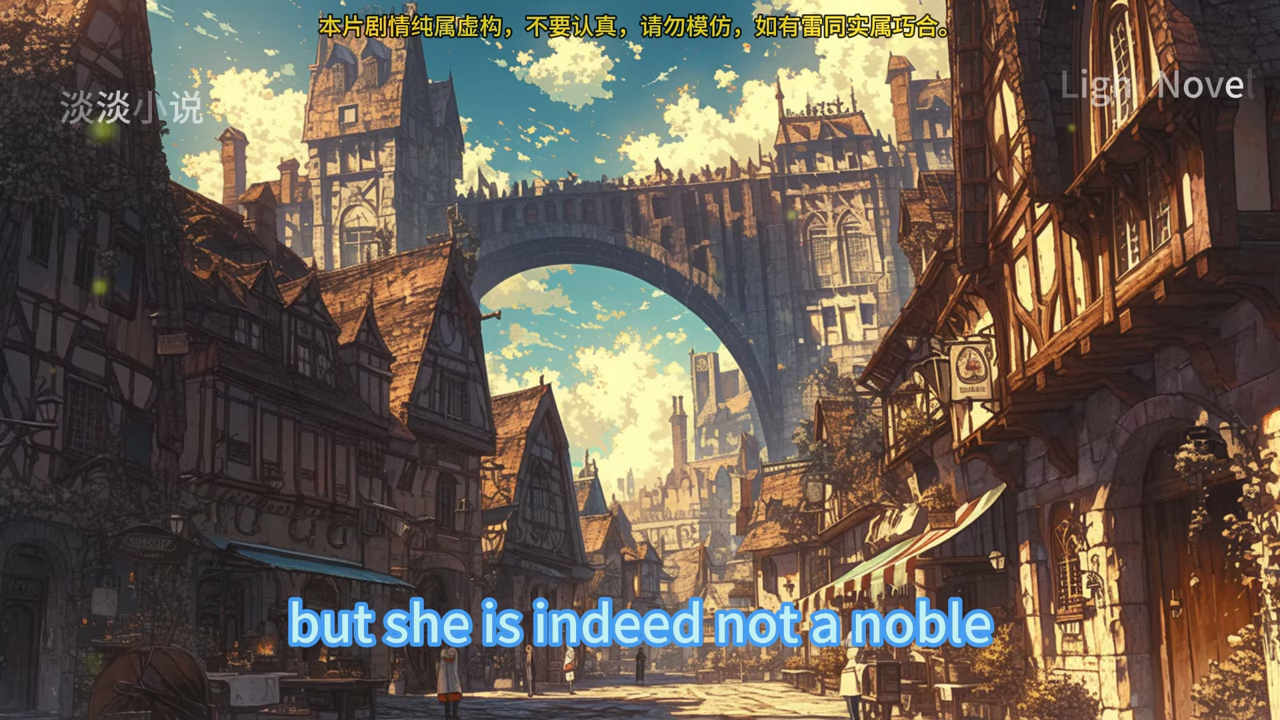 本片剧情纯属虚构，不要认真，请勿模仿，如有雷同实属巧合。
淡淡小说
Light Novel
but she is indeed not a noble